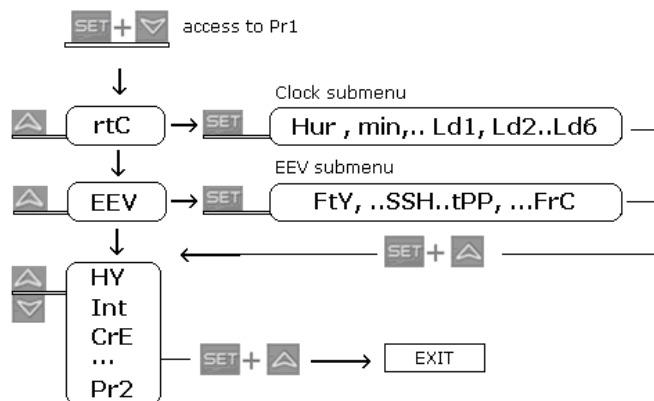 SET + access to Pr1
Clock submenu
rtC SET Hur , min,.. Ld1, Ld2..Ld6
EEV submenu
EEV SET FtY, ..SSH..tPP, ...FrC
SET +
HY
Int
CrE
...
Pr2
SET + EXIT